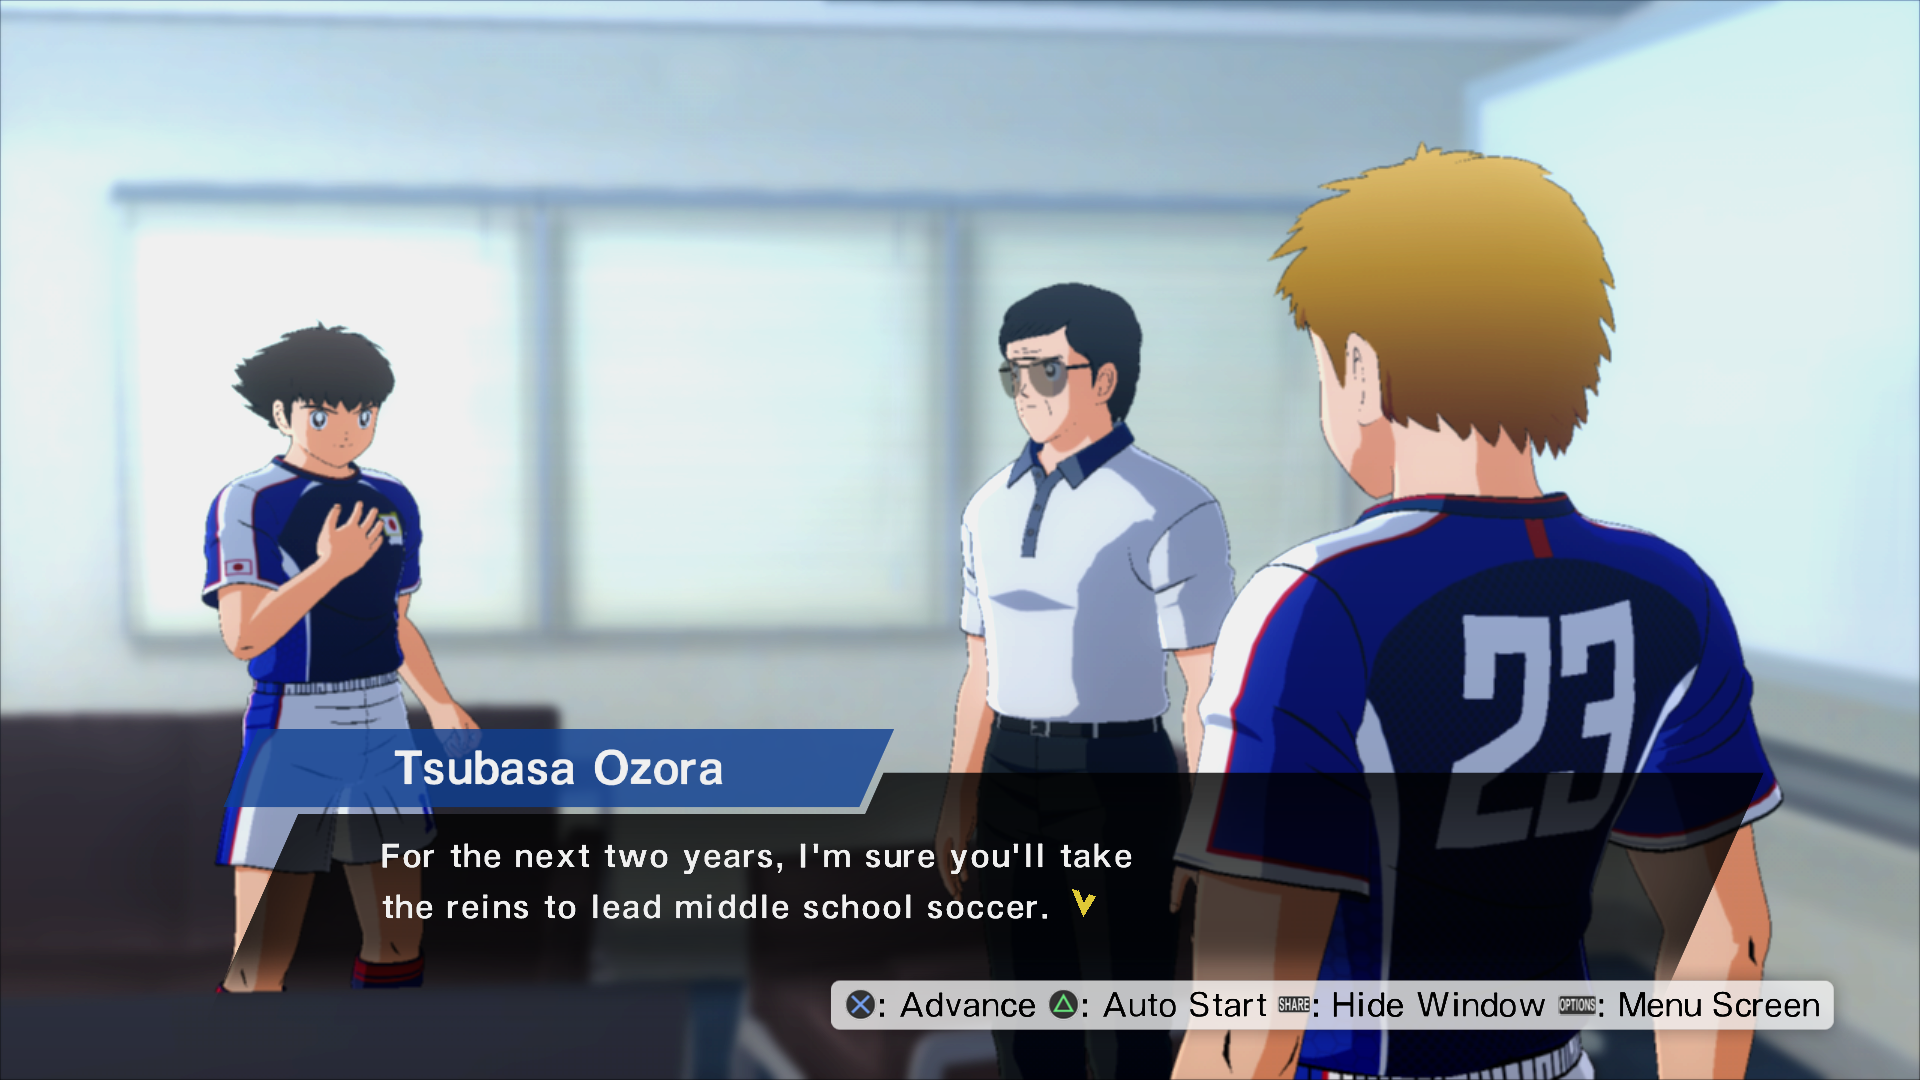 23
Tsubasa Ozora
For the next two years, I'm sure you'll take
the reins to lead middle school soccer.
: Advance : Auto Start SHARE: Hide Window OPTIONS: Menu Screen